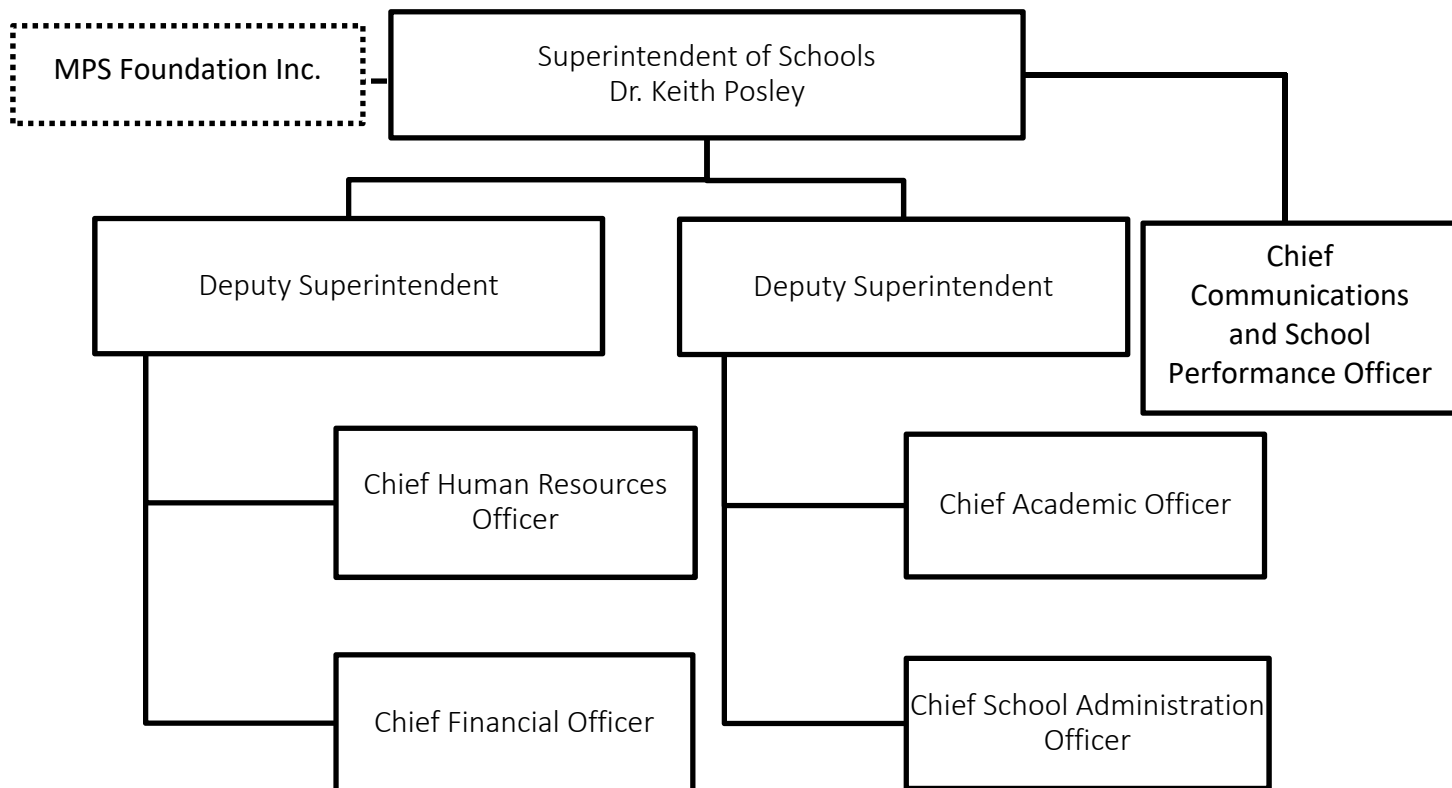 MPS Foundation Inc.
Superintendent of Schools
Dr. Keith Posley
Deputy Superintendent
Deputy Superintendent
Chief
Communications
and School
Performance Officer
Chief Human Resources
Officer
Chief Academic Officer
Chief Financial Officer
Chief School Administration
Officer